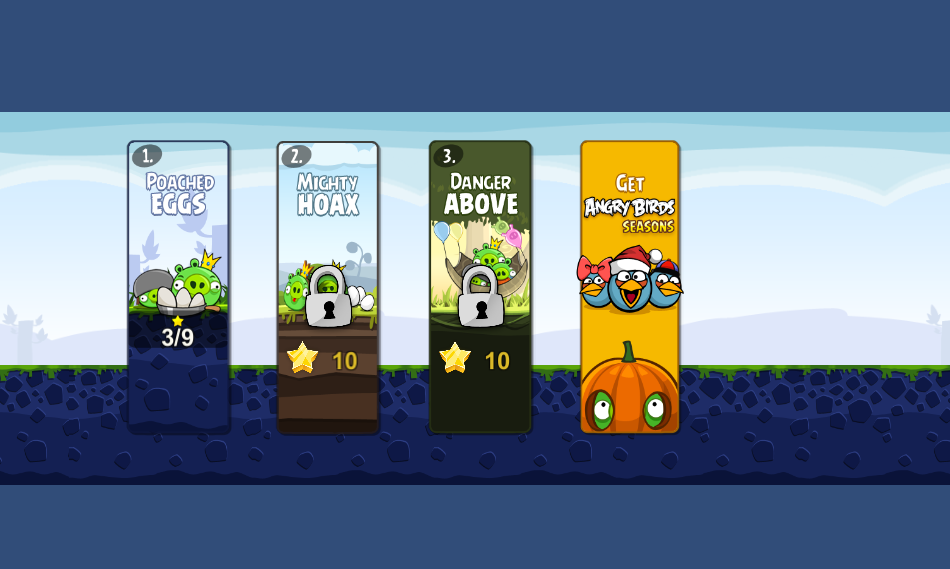 1.
POACHED
EGGS
3/9
2.
MIGHTY
HOAX
10
3.
DANGER
ABOVE
10
GET
ANGRY BIRDS
SEASONS